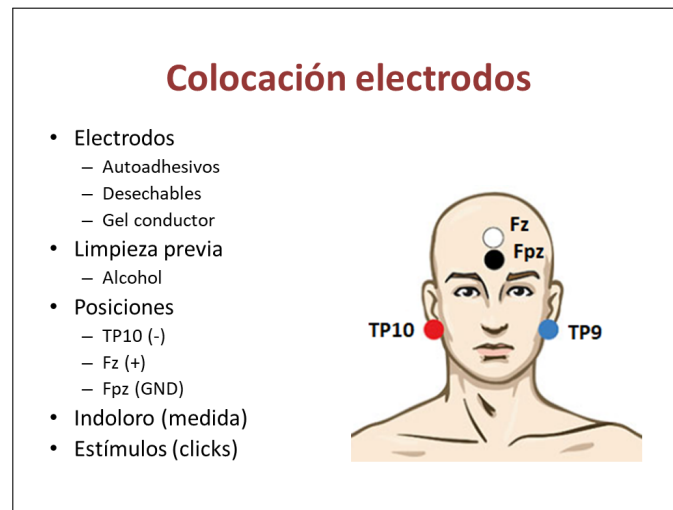 Colocación electrodos
• Electrodos
– Autoadhesivos
– Desechables
– Gel conductor
• Limpieza previa
– Alcohol
• Posiciones
– TP10 (-)
– Fz (+)
– Fpz (GND)
• Indoloro (medida)
• Estímulos (clicks)
Fz
Fpz
TP10
TP9